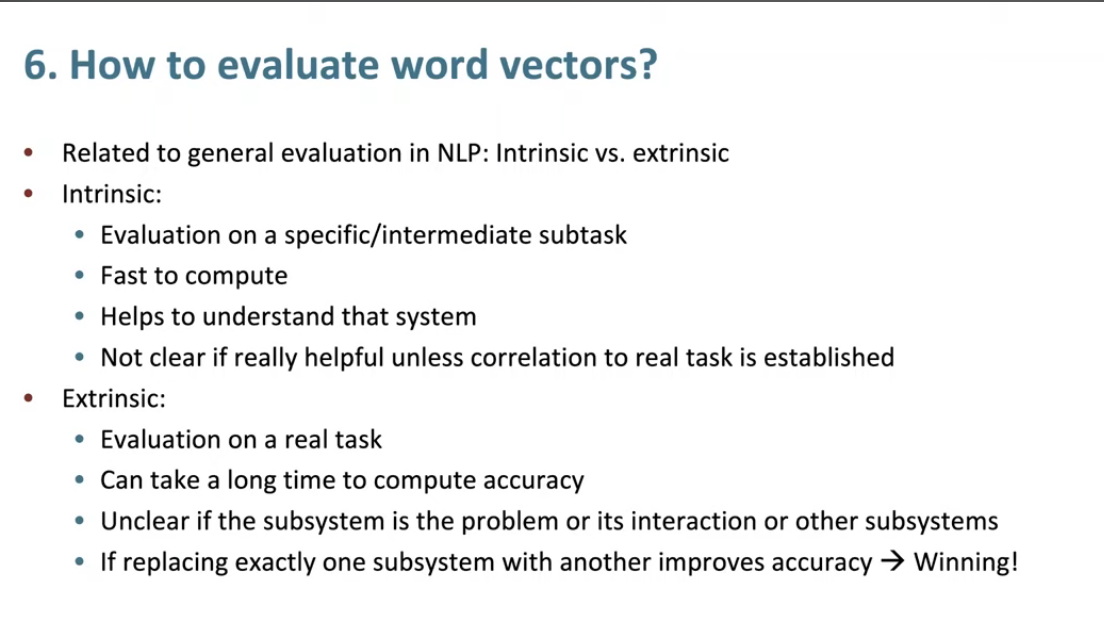 6. How to evaluate word vectors?
• Related to general evaluation in NLP: Intrinsic vs. extrinsic
• Intrinsic:
• Evaluation on a specific/intermediate subtask
• Fast to compute
• Helps to understand that system
• Not clear if really helpful unless correlation to real task is established
• Extrinsic:
• Evaluation on a real task
• Can take a long time to compute accuracy
• Unclear if the subsystem is the problem or its interaction or other subsystems
• If replacing exactly one subsystem with another improves accuracy → Winning!